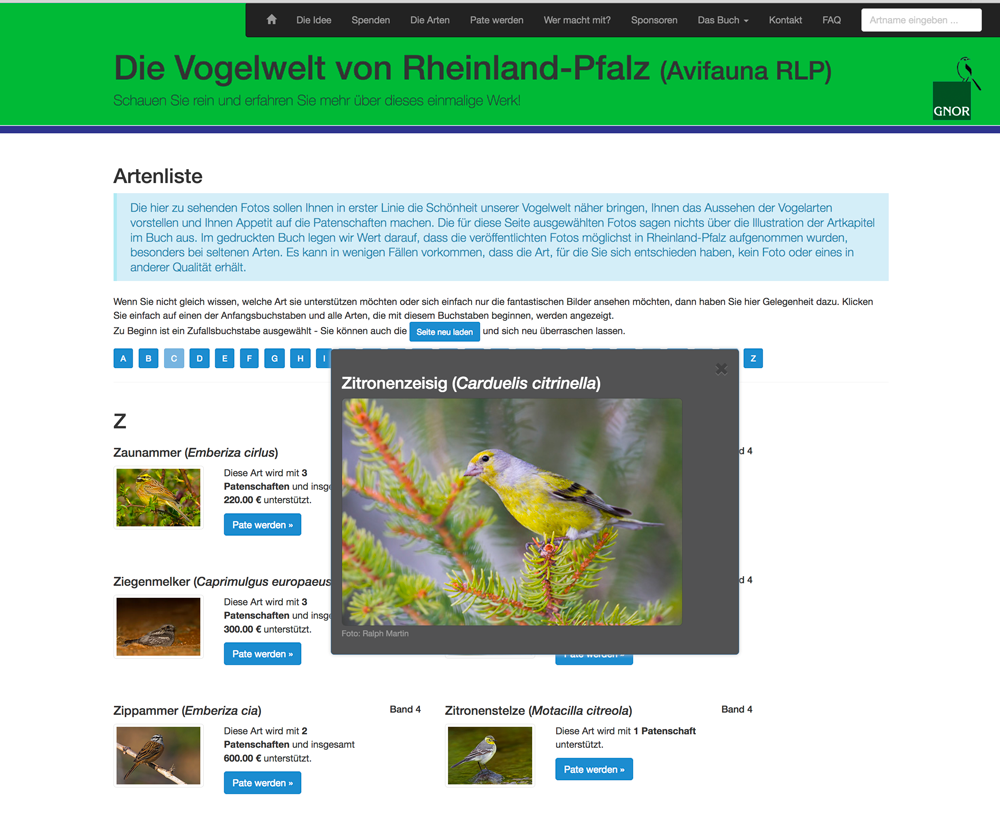 Die Idee Spenden Die Arten Pate werden Wer macht mit? Sponsoren Das Buch Kontakt FAQ Artname eingeben ...
Die Vogelwelt von Rheinland-Pfalz (Avifauna RLP)
Schauen Sie rein und erfahren Sie mehr über dieses einmalige Werk!
GNOR
Artenliste
Die hier zu sehenden Fotos sollen Ihnen in erster Linie die Schönheit unserer Vogelwelt näher bringen, Ihnen das Aussehen der Vogelarten
vorstellen und Ihnen Appetit auf die Patenschaften machen. Die für diese Seite ausgewählten Fotos sagen nichts über die Illustration der Artkapitel
im Buch aus. Im gedruckten Buch legen wir Wert darauf, dass die veröffentlichten Fotos möglichst in Rheinland-Pfalz aufgenommen wurden,
besonders bei seltenen Arten. Es kann in wenigen Fällen vorkommen, dass die Art, für die Sie sich entschieden haben, kein Foto oder eines in
anderer Qualität erhält.
Wenn Sie nicht gleich wissen, welche Art sie unterstützen möchten oder sich einfach nur die fantastischen Bilder ansehen möchten, dann haben Sie hier Gelegenheit dazu. Klicken
Sie einfach auf einen der Anfangsbuchstaben und alle Arten, die mit diesem Buchstaben beginnen, werden angezeigt.
Zu Beginn ist ein Zufallsbuchstabe ausgewählt - Sie können auch die Seite neu laden und sich neu überraschen lassen.
A B C D E F G H I Z
Zitronenzeisig (Carduelis citrinella)
Foto: Ralph Martin
Z
Zaunammer (Emberiza cirlus)
d 4
Diese Art wird mit 3
Patenschaften und insge
220.00 € unterstützt.
Pate werden »
Ziegenmelker (Caprimulgus europaeus
d 4
Diese Art wird mit 3
Patenschaften und insge
300.00 € unterstützt.
Pate werden »
Pate werden »
Zippammer (Emberiza cia) Band 4
Diese Art wird mit 2
Patenschaften und insgesamt
600.00 € unterstützt.
Pate werden »
Zitronenstelze (Motacilla citreola) Band 4
Diese Art wird mit 1 Patenschaft
unterstützt.
Pate werden »